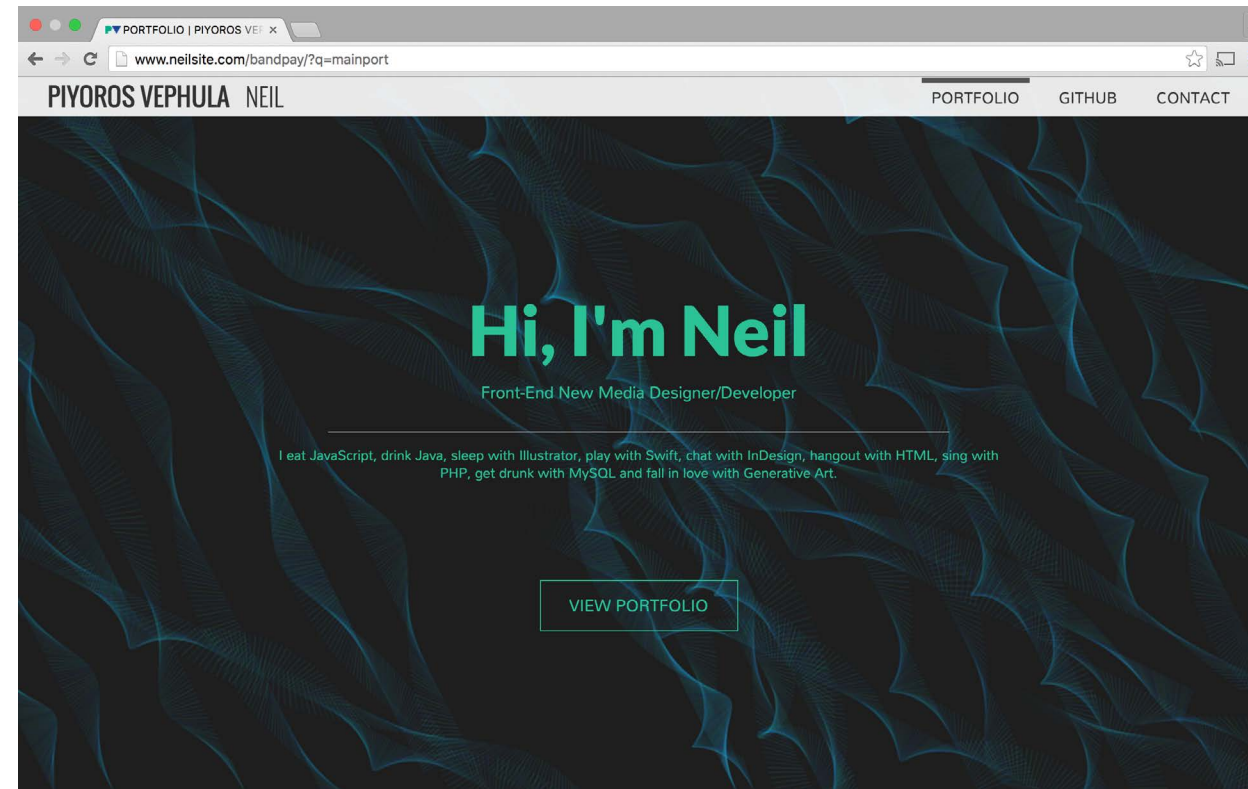 PORTFOLIO | PIYOROS VEF
www.neilsite.com/bandpay/?q=mainport
PIYOROS VEPHULA NEIL
PORTFOLIO GITHUB CONTACT
Hi, I'm Neil
Front-End New Media Designer/Developer
I eat JavaScript, drink Java, sleep with Illustrator, play with Swift, chat with InDesign, hangout with HTML, sing with
PHP, get drunk with MySQL and fall in love with Generative Art.
VIEW PORTFOLIO